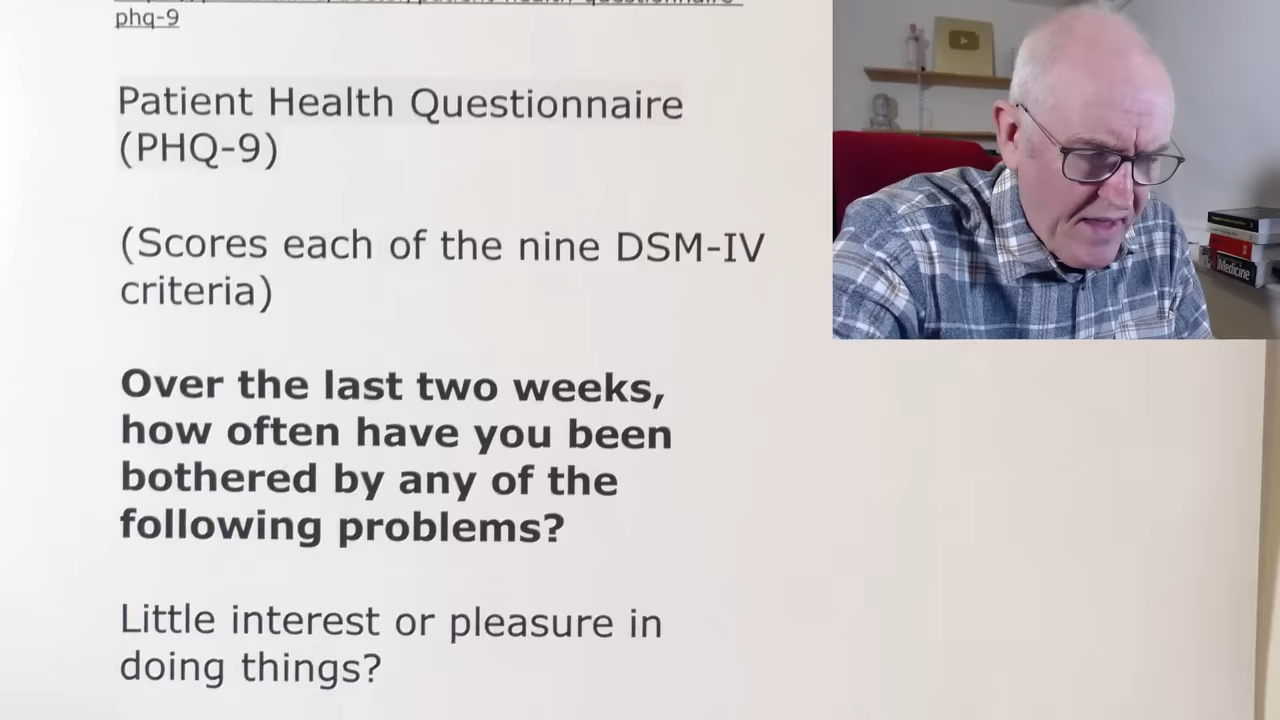 phq-9
Patient Health Questionnaire
(PHQ-9)
(Scores each of the nine DSM-IV
criteria)
Over the last two weeks,
how often have you been
bothered by any of the
following problems?
Little interest or pleasure in
doing things?
Medicine